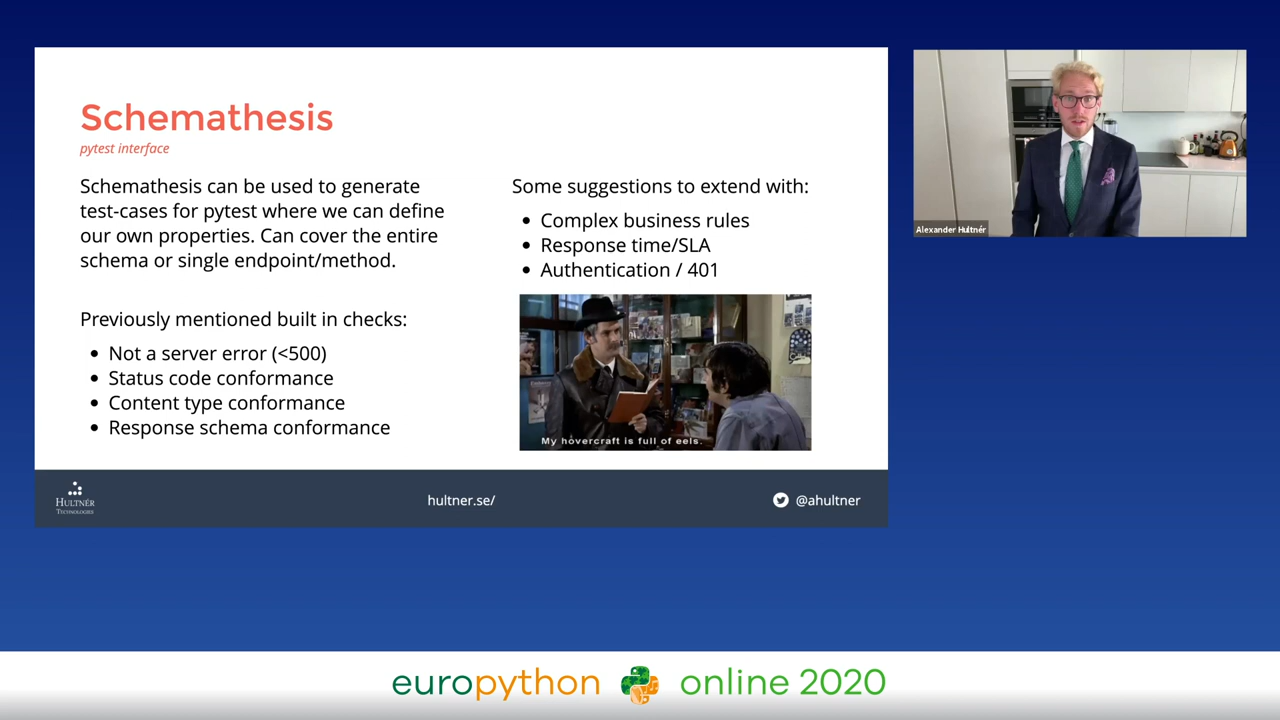 Schemathesis
pytest interface
Schemathesis can be used to generate
test-cases for pytest where we can define
our own properties. Can cover the entire
schema or single endpoint/method.
Previously mentioned built in checks:
• Not a server error (<500)
• Status code conformance
• Content type conformance
• Response schema conformance
Some suggestions to extend with:
• Complex business rules
• Response time/SLA
• Authentication / 401
My hovercraft is full of eels.
HULTNÉR
TECHNOLOGIES
hultner.se/
@ahultner
Alexander Hultnér
europython online 2020